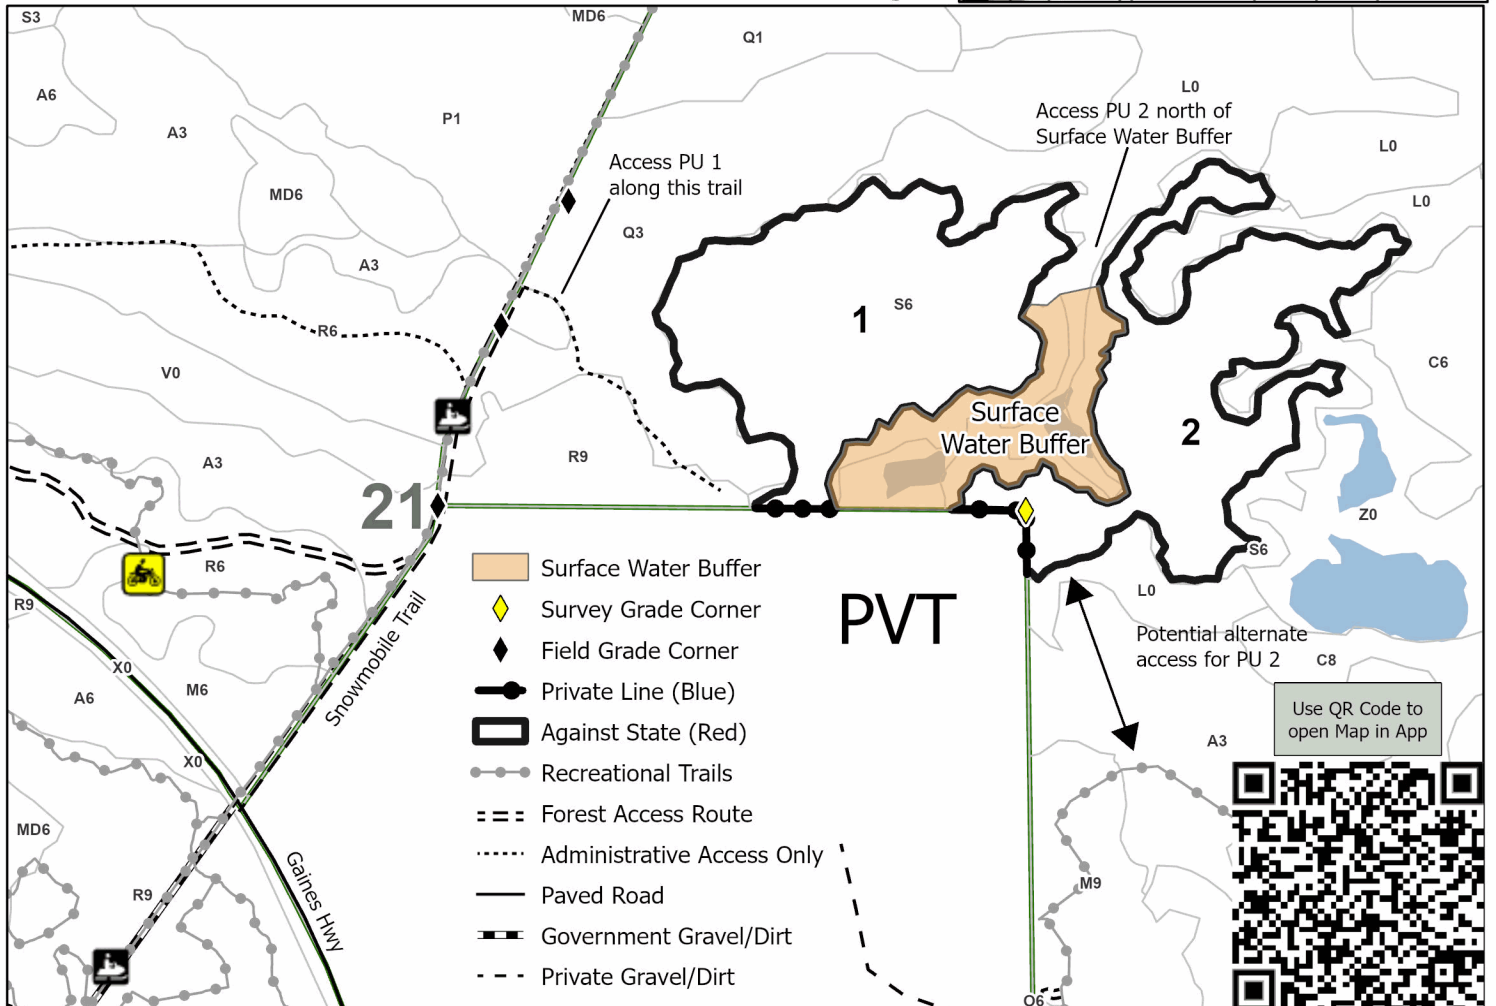 S3
MD6
Q1
A6
A3
P1
L0
Access PU 2 north of
Surface Water Buffer
L0
Access PU 1
along this trail
MD6
L0
Q3
A3
S6
1
R6
V0
C6
Surface
Water Buffer
2
A3
R9
21
Z0
S6
R6
R9
L0
Surface Water Buffer
Survey Grade Corner
Field Grade Corner
Private Line (Blue)
Against State (Red)
Recreational Trails
Forest Access Route
Administrative Access Only
Paved Road
Government Gravel/Dirt
Private Gravel/Dirt
PVT
Potential alternate
access for PU 2
C8
Snowmobile Trail
X0
A6
M6
X0
Use QR Code to
open Map in App
A3
MD6
Gaines Hwy
R9
M9
O6